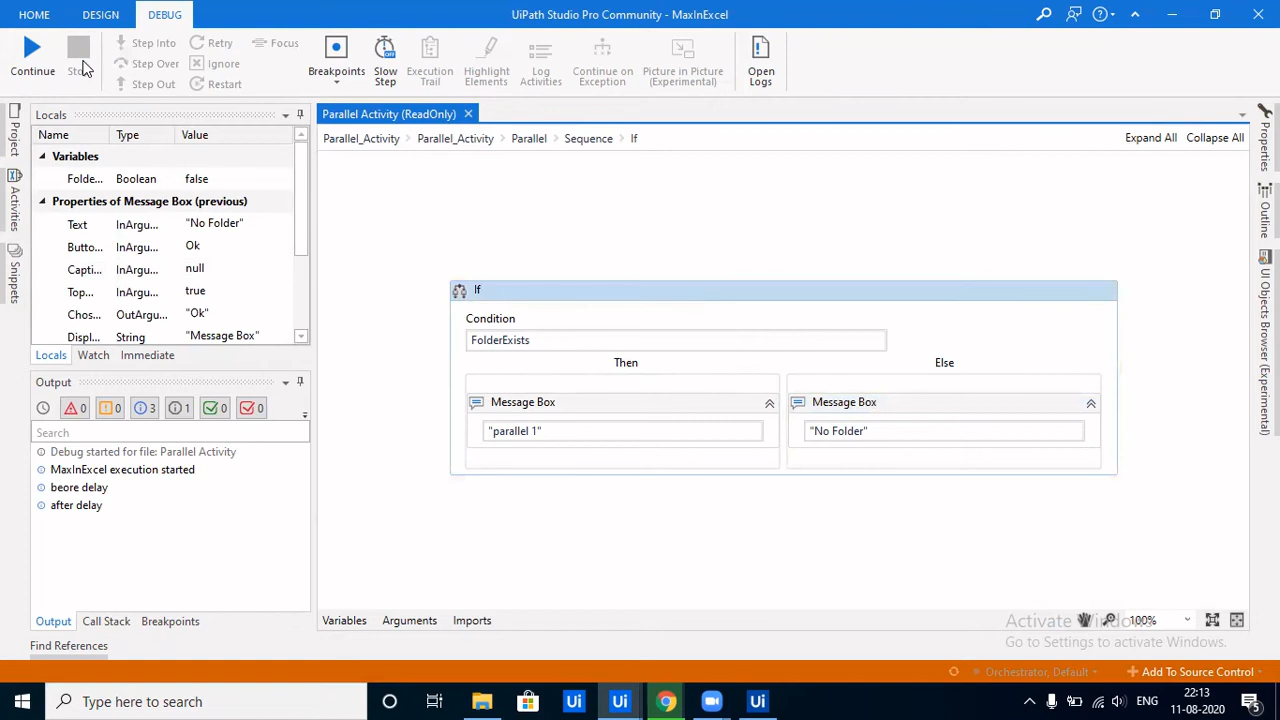 HOME DESIGN DEBUG UiPath Studio Pro Community - MaxInExcel
Continue
Step Into Retry Focus
Step Over Ignore
Step Out Restart
Breakpoints
Slow Step
Execution Trail
Highlight Elements
Log Activities
Continue on Exception
Picture in Picture (Experimental)
Open Logs
Project
Activities
Snippets
Locals
Name Type Value
Variables
Folde... Boolean false
Properties of Message Box (previous)
Text InArgu... "No Folder"
Butto... InArgu... Ok
Capti... InArgu... null
Top... InArgu... true
Chos... OutArgu... "Ok"
Displ... String "Message Box"
Locals Watch Immediate
Output
0 0 3 1 0 0
Search
Debug started for file: Parallel Activity
MaxInExcel execution started
beore delay
after delay
Output Call Stack Breakpoints
Find References
Parallel Activity (ReadOnly)
Parallel_Activity Parallel_Activity Parallel Sequence If
Expand All Collapse All
If
Condition
FolderExists
Then Else
Message Box Message Box
"parallel 1" "No Folder"
Variables Arguments Imports
100%
Activate Windows
Go to Settings to activate Windows.
Properties
Outline
UI Objects Browser (Experimental)
Orchestrator, Default Add To Source Control
Type here to search
Ui Ui Ui
ENG
22:13
11-08-2020
5